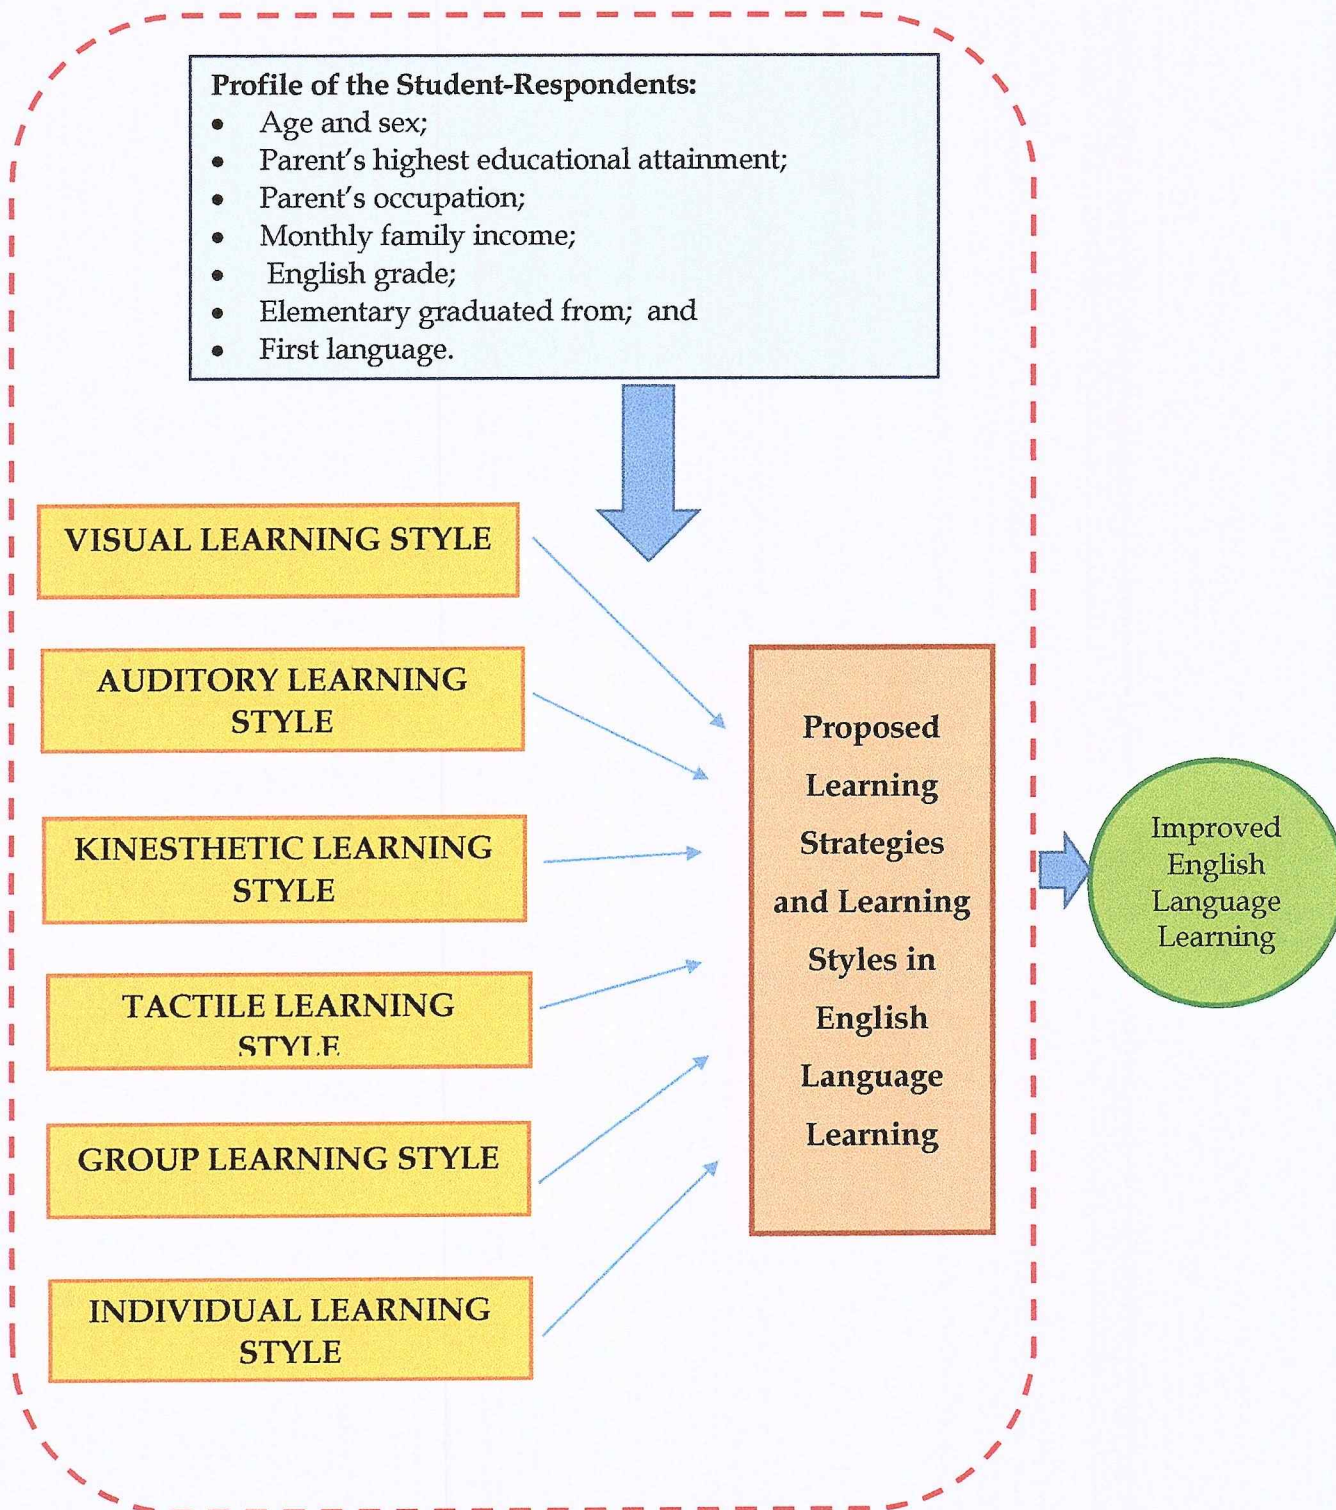 Profile of the Student-Respondents:
• Age and sex;
• Parent's highest educational attainment;
• Parent's occupation;
• Monthly family income;
• English grade;
• Elementary graduated from; and
• First language.
VISUAL LEARNING STYLE
AUDITORY LEARNING
STYLE
KINESTHETIC LEARNING
STYLE
TACTILE LEARNING
STYLE
GROUP LEARNING STYLE
INDIVIDUAL LEARNING
STYLE
Proposed
Learning
Strategies
and Learning
Styles in
English
Language
Learning
Improved
English
Language
Learning